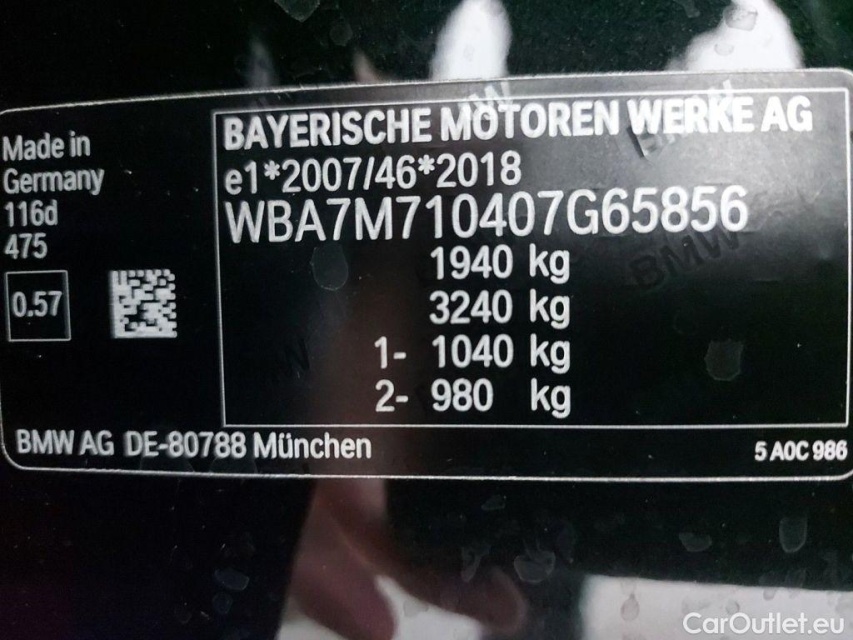 Made in
Germany
116d
475
0.57
BAYERISCHE MOTOREN WERKE AG
e1*2007/46*2018
WBA7M710407G65856
1940 kg
3240 kg
1- 1040 kg
2- 980 kg
BMW
BMW AG DE-80788 München
5 A0C 986
CarOutlet.eu